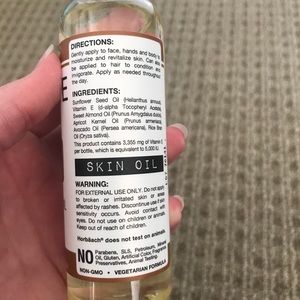 E
DIRECTIONS:
Gently apply to face, hands and body to
moisturize and revitalize skin. Can also
be applied to hair to condition and
invigorate. Apply as needed throughout
the day.
INGREDIENTS:
Sunflower Seed Oil (Helianthus annus),
Vitamin E (d-alpha Tocopheryl Acetate),
Sweet Almond Oil (Prunus Amygdalus dulcis),
Apricot Kernel Oil (Prunus Armeniaca),
Avocado Oil (Persea americana), Rice Bran
Oil (Oryza sativa).
This product contains 3,355 mg of Vitamin E
per bottle, which is equivalent to 5,000 IU.
SKIN OIL
WARNING:
FOR EXTERNAL USE ONLY. Do not apply
to broken or irritated skin or areas
affected by rashes. Discontinue use if skin
sensitivity occurs. Avoid contact with
eyes. Do not use on infants or children.
Keep out of reach of children.
Horbäach® does not test on animals.
NO Parabens, SLS, Petroleum, Mineral
Oil, Gluten, Artificial Color, Fragrance,
Preservatives, Animal Testing.
NON-GMO • VEGETARIAN FORMULA